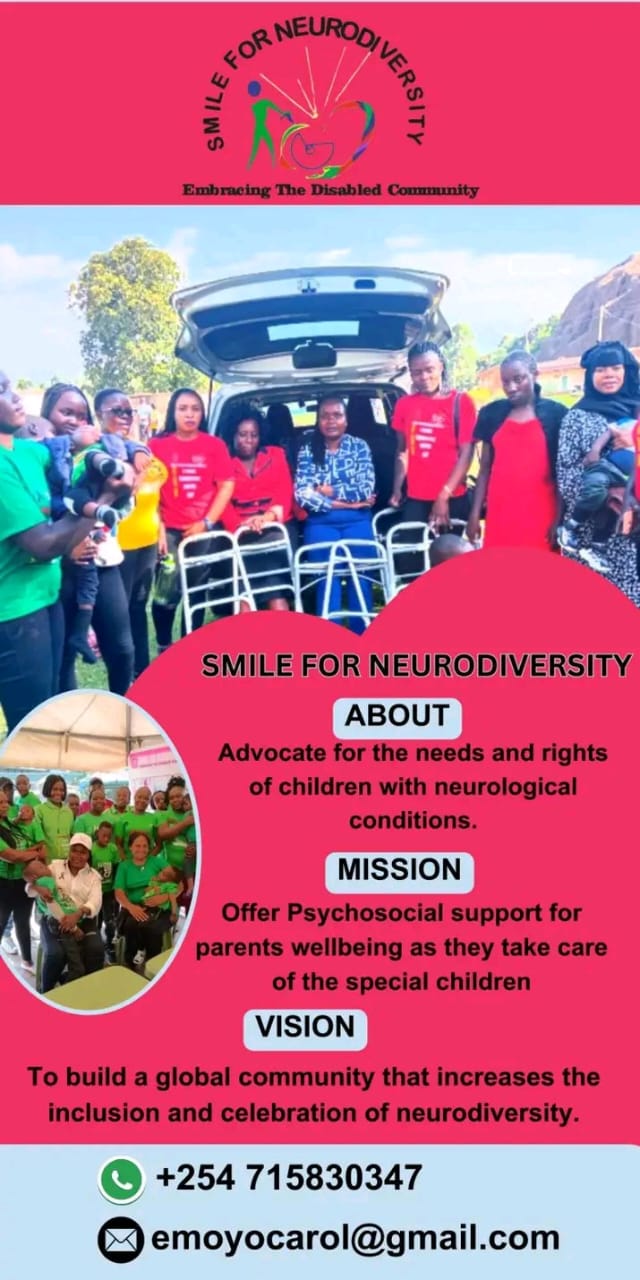 SMILE FOR NEURODIVERSITY
Embracing The Disabled Community
SMILE FOR NEURODIVERSITY
ABOUT
Advocate for the needs and rights
of children with neurological
conditions.
MISSION
Offer Psychosocial support for
parents wellbeing as they take care
of the special children
VISION
To build a global community that increases the
inclusion and celebration of neurodiversity.
+254 715830347
emoyocarol@gmail.com